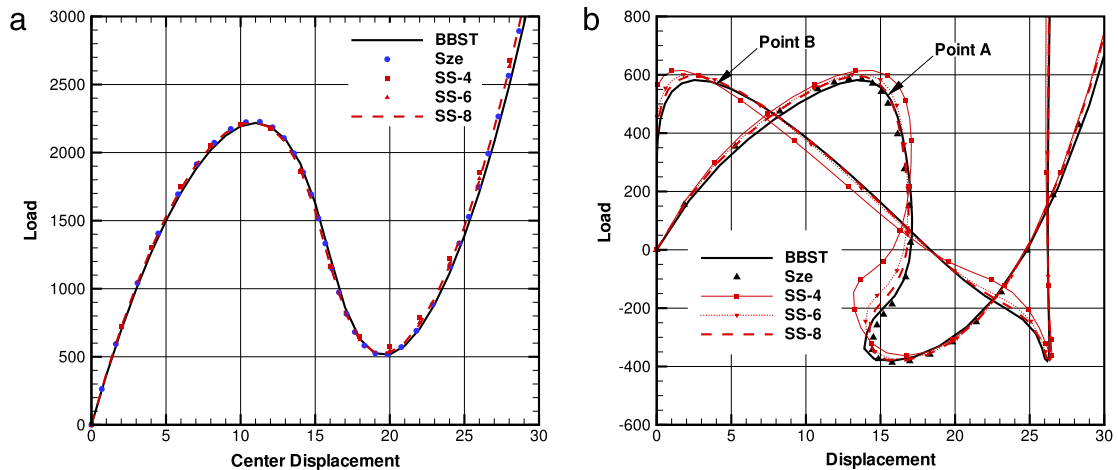 a
3000
2500
2000
1500
1000
500
0
Load
BBST
Sze
SS-4
SS-6
SS-8
0 5 10 15 20 25 30
Center Displacement
b
800
600
400
200
0
-200
-400
-600
Load
Point B
Point A
BBST
Sze
SS-4
SS-6
SS-8
0 5 10 15 20 25 30
Displacement